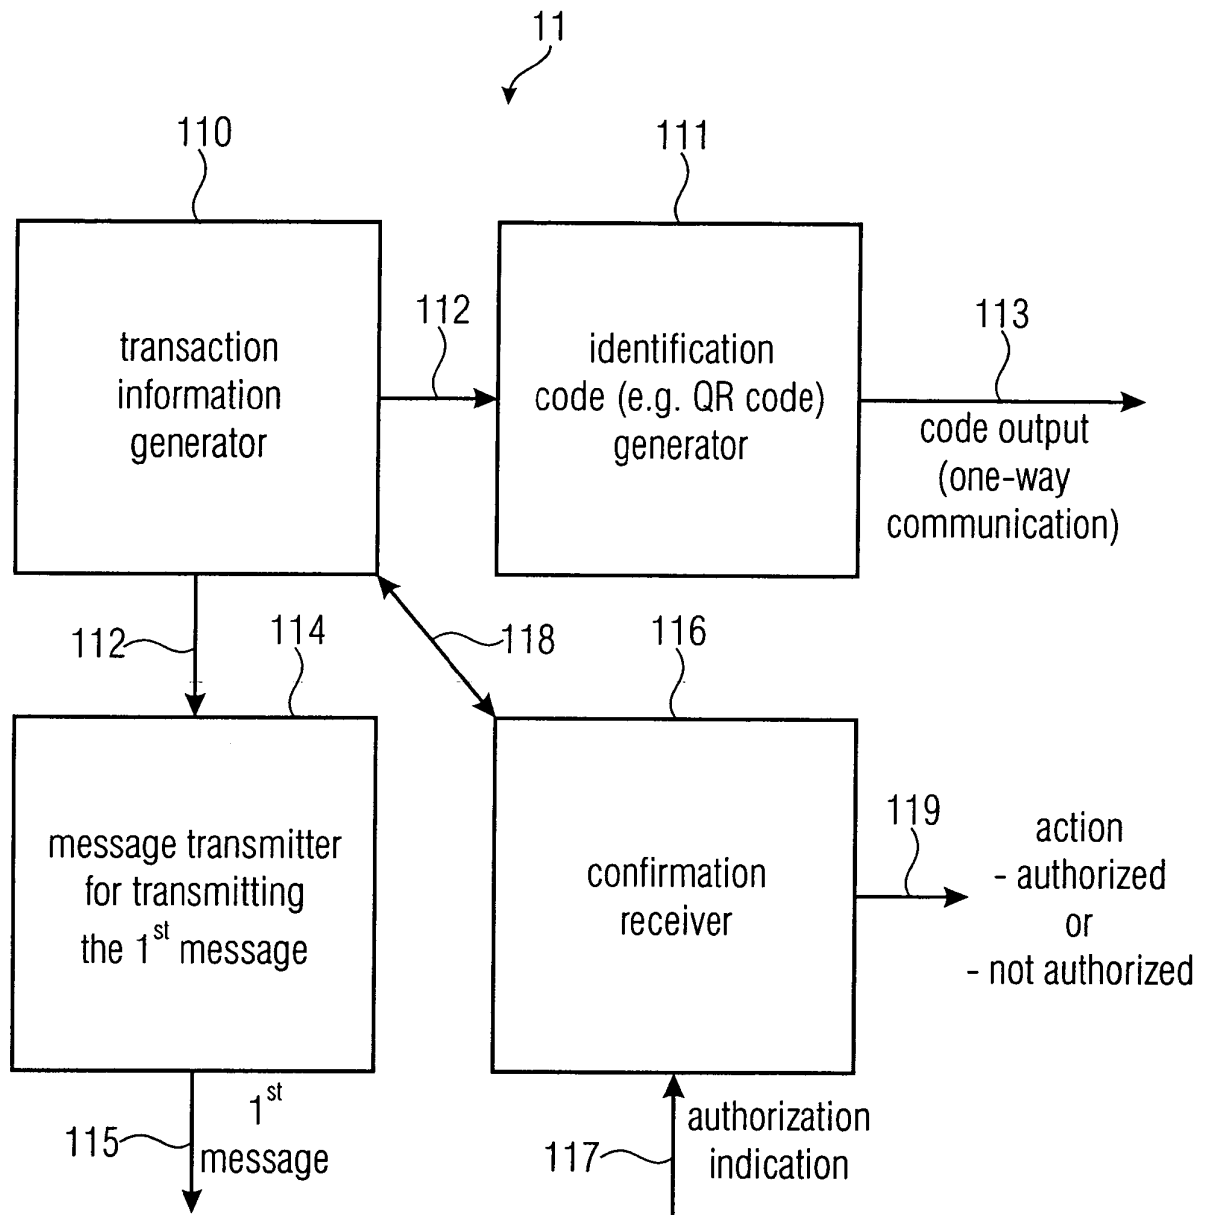 11
110
111
transaction
information
generator
112
identification
code (e.g. QR code)
generator
113
code output
(one-way
communication)
112
114
118
116
message transmitter
for transmitting
the 1st message
confirmation
receiver
119
action
- authorized
or
- not authorized
115
1st
message
117
authorization
indication